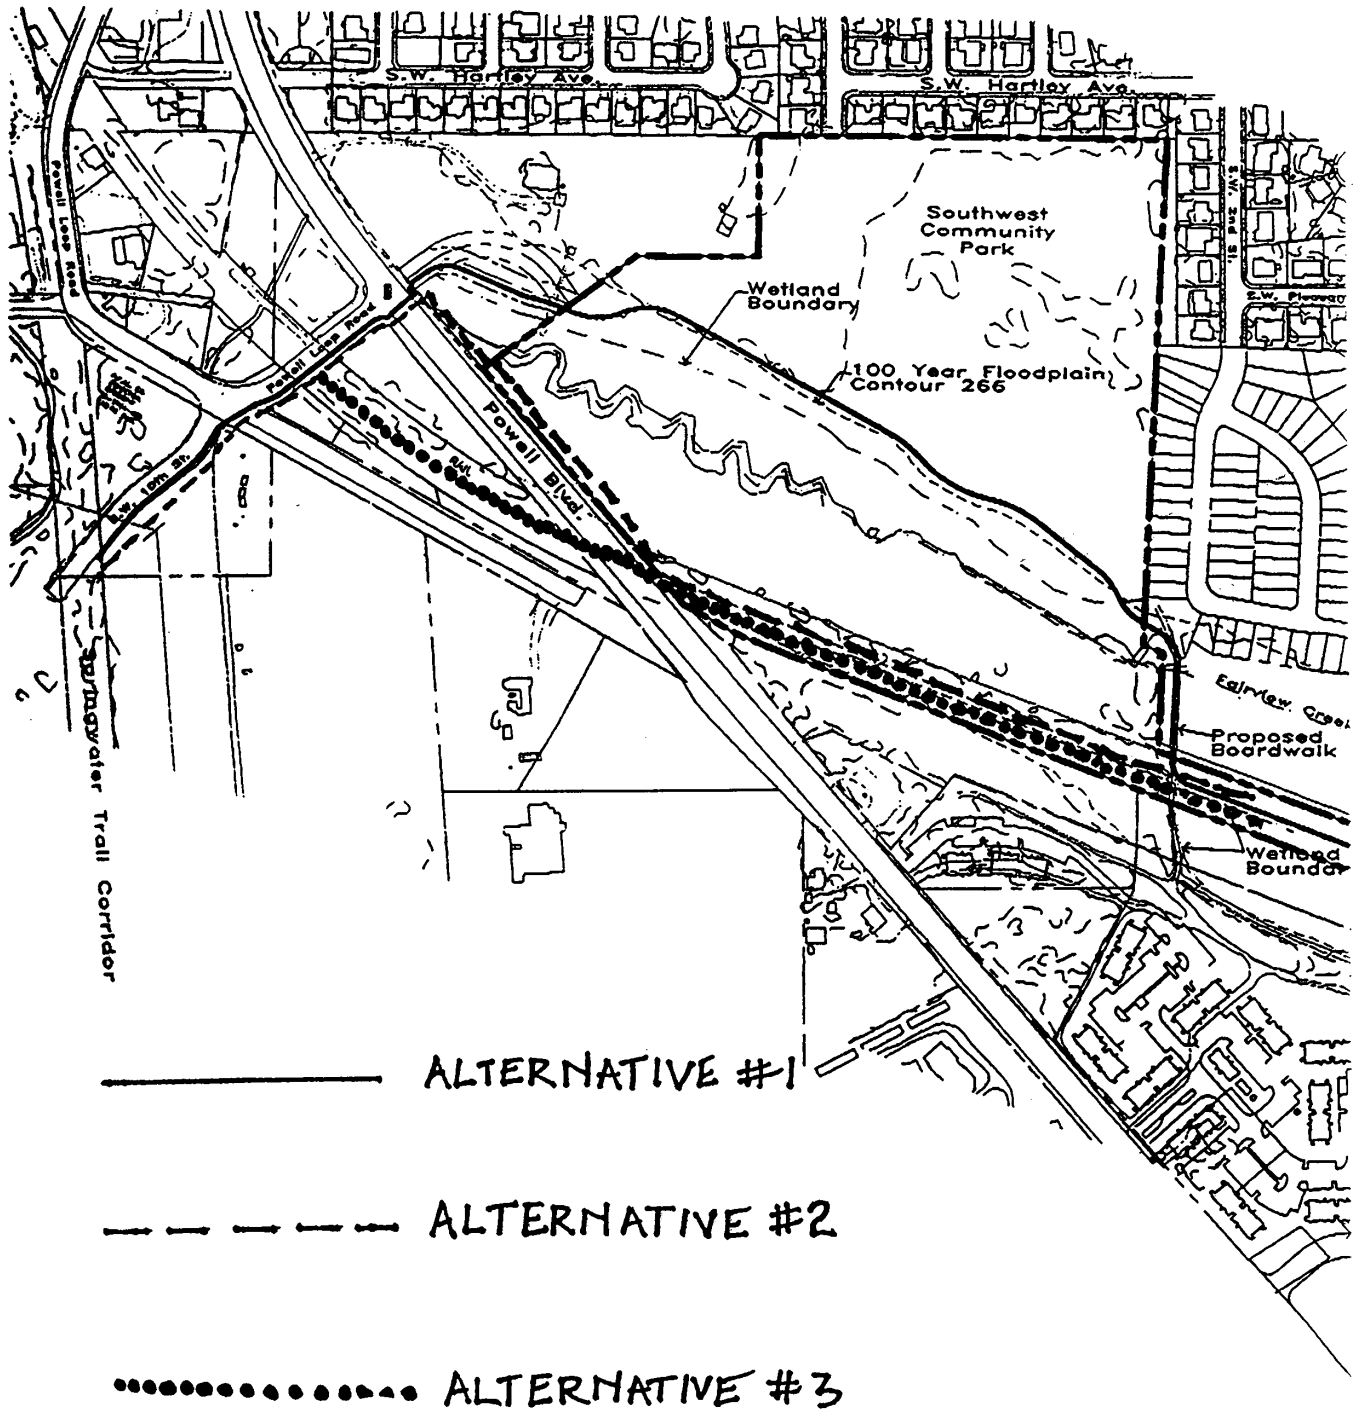 S.W. Hartley Ave.
S.W. Hartley Ave.
Powell Loop Road
S.W. 2nd St.
Southwest
Community
Park
Wetland
Boundary
Powell Loop Road
100 Year Floodplain
Contour 266
Powell Blvd.
S.W. 10th St.
Fairview Creek
Proposed
Boardwalk
Springwater Trail Corridor
Wetland
Boundar
ALTERNATIVE #1
ALTERNATIVE #2
ALTERNATIVE #3